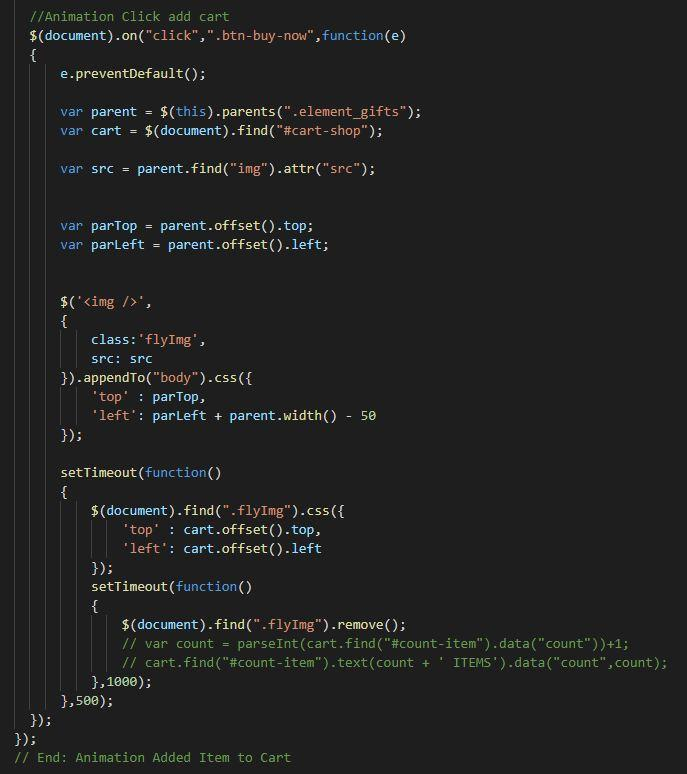 //Animation Click add cart
$(document).on("click",".btn-buy-now",function(e)
{
e.preventDefault();
var parent = $(this).parents(".element_gifts");
var cart = $(document).find("#cart-shop");
var src = parent.find("img").attr("src");
var parTop = parent.offset().top;
var parLeft = parent.offset().left;
$('<img />',
{
class:'flyImg',
src: src
}).appendTo("body").css({
'top' : parTop,
'left': parLeft + parent.width() - 50
});
setTimeout(function()
{
$(document).find(".flyImg").css({
'top' : cart.offset().top,
'left': cart.offset().left
});
setTimeout(function()
{
$(document).find(".flyImg").remove();
// var count = parseInt(cart.find("#count-item").data("count"))+1;
// cart.find("#count-item").text(count + ' ITEMS').data("count",count);
},1000);
},500);
});
});
// End: Animation Added Item to Cart